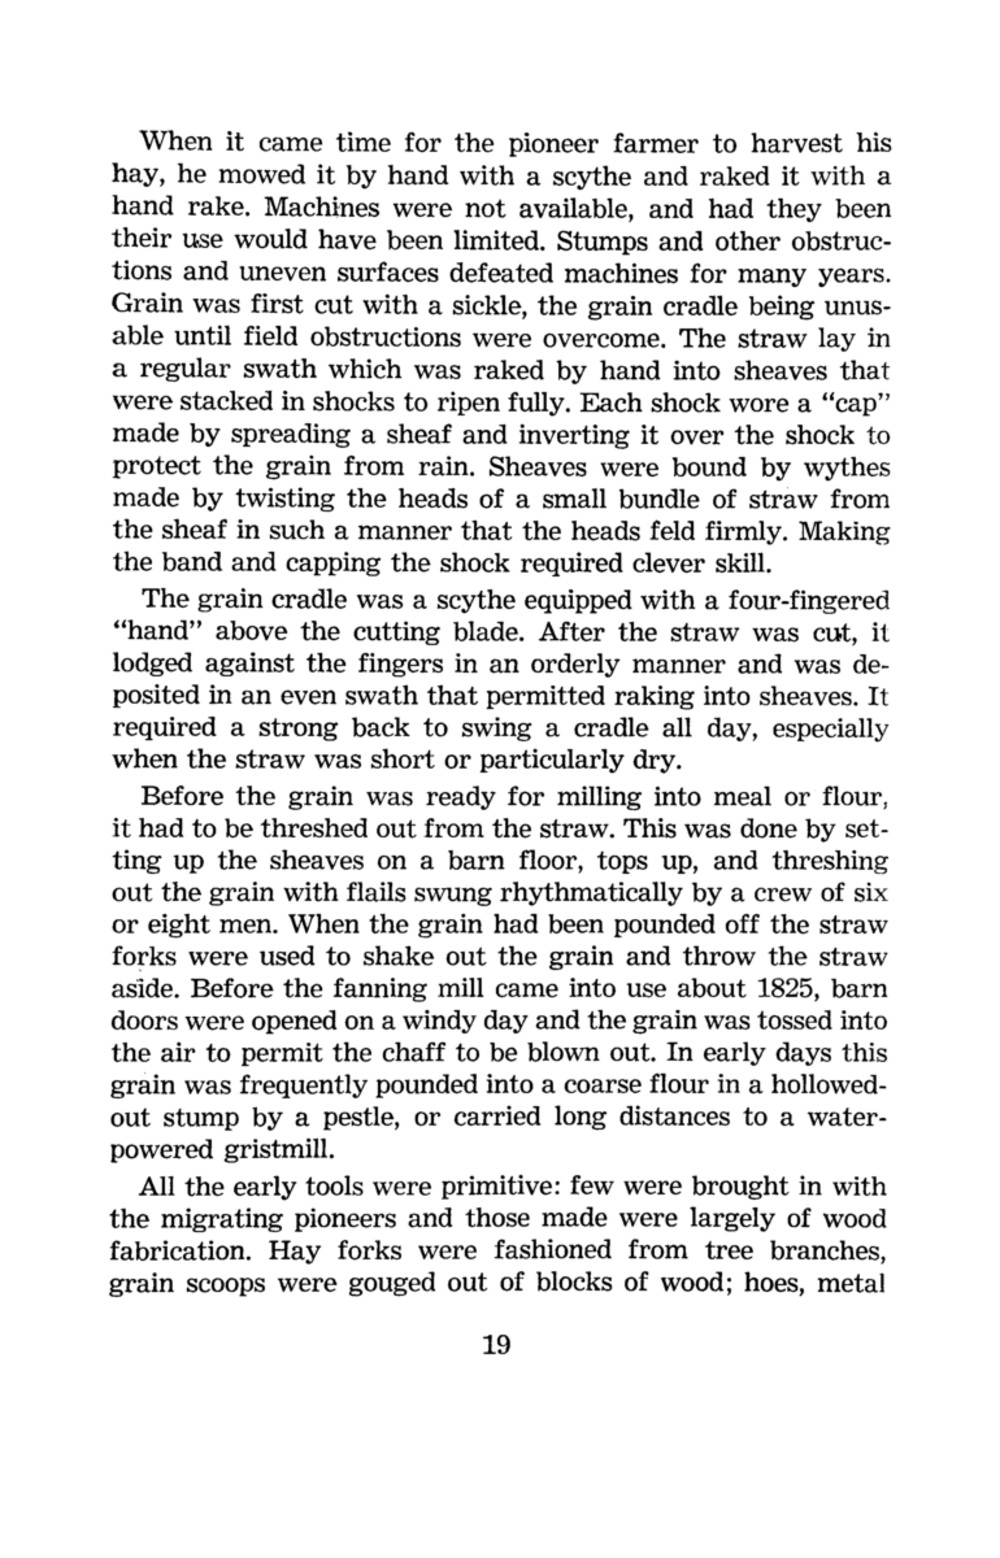 When it came time for the pioneer farmer to harvest his
hay, he mowed it by hand with a scythe and raked it with a
hand rake. Machines were not available, and had they been
their use would have been limited. Stumps and other obstruc-
tions and uneven surfaces defeated machines for many years.
Grain was first cut with a sickle, the grain cradle being unus-
able until field obstructions were overcome. The straw lay in
a regular swath which was raked by hand into sheaves that
were stacked in shocks to ripen fully. Each shock wore a “cap”
made by spreading a sheaf and inverting it over the shock to
protect the grain from rain. Sheaves were bound by wythes
made by twisting the heads of a small bundle of straw from
the sheaf in such a manner that the heads feld firmly. Making
the band and capping the shock required clever skill.
The grain cradle was a scythe equipped with a four-fingered
“hand” above the cutting blade. After the straw was cut, it
lodged against the fingers in an orderly manner and was de-
posited in an even swath that permitted raking into sheaves. It
required a strong back to swing a cradle all day, especially
when the straw was short or particularly dry.
Before the grain was ready for milling into meal or flour,
it had to be threshed out from the straw. This was done by set-
ting up the sheaves on a barn floor, tops up, and threshing
out the grain with flails swung rhythmatically by a crew of six
or eight men. When the grain had been pounded off the straw
forks were used to shake out the grain and throw the straw
aside. Before the fanning mill came into use about 1825, barn
doors were opened on a windy day and the grain was tossed into
the air to permit the chaff to be blown out. In early days this
grain was frequently pounded into a coarse flour in a hollowed-
out stump by a pestle, or carried long distances to a water-
powered gristmill.
All the early tools were primitive: few were brought in with
the migrating pioneers and those made were largely of wood
fabrication. Hay forks were fashioned from tree branches,
grain scoops were gouged out of blocks of wood; hoes, metal
19